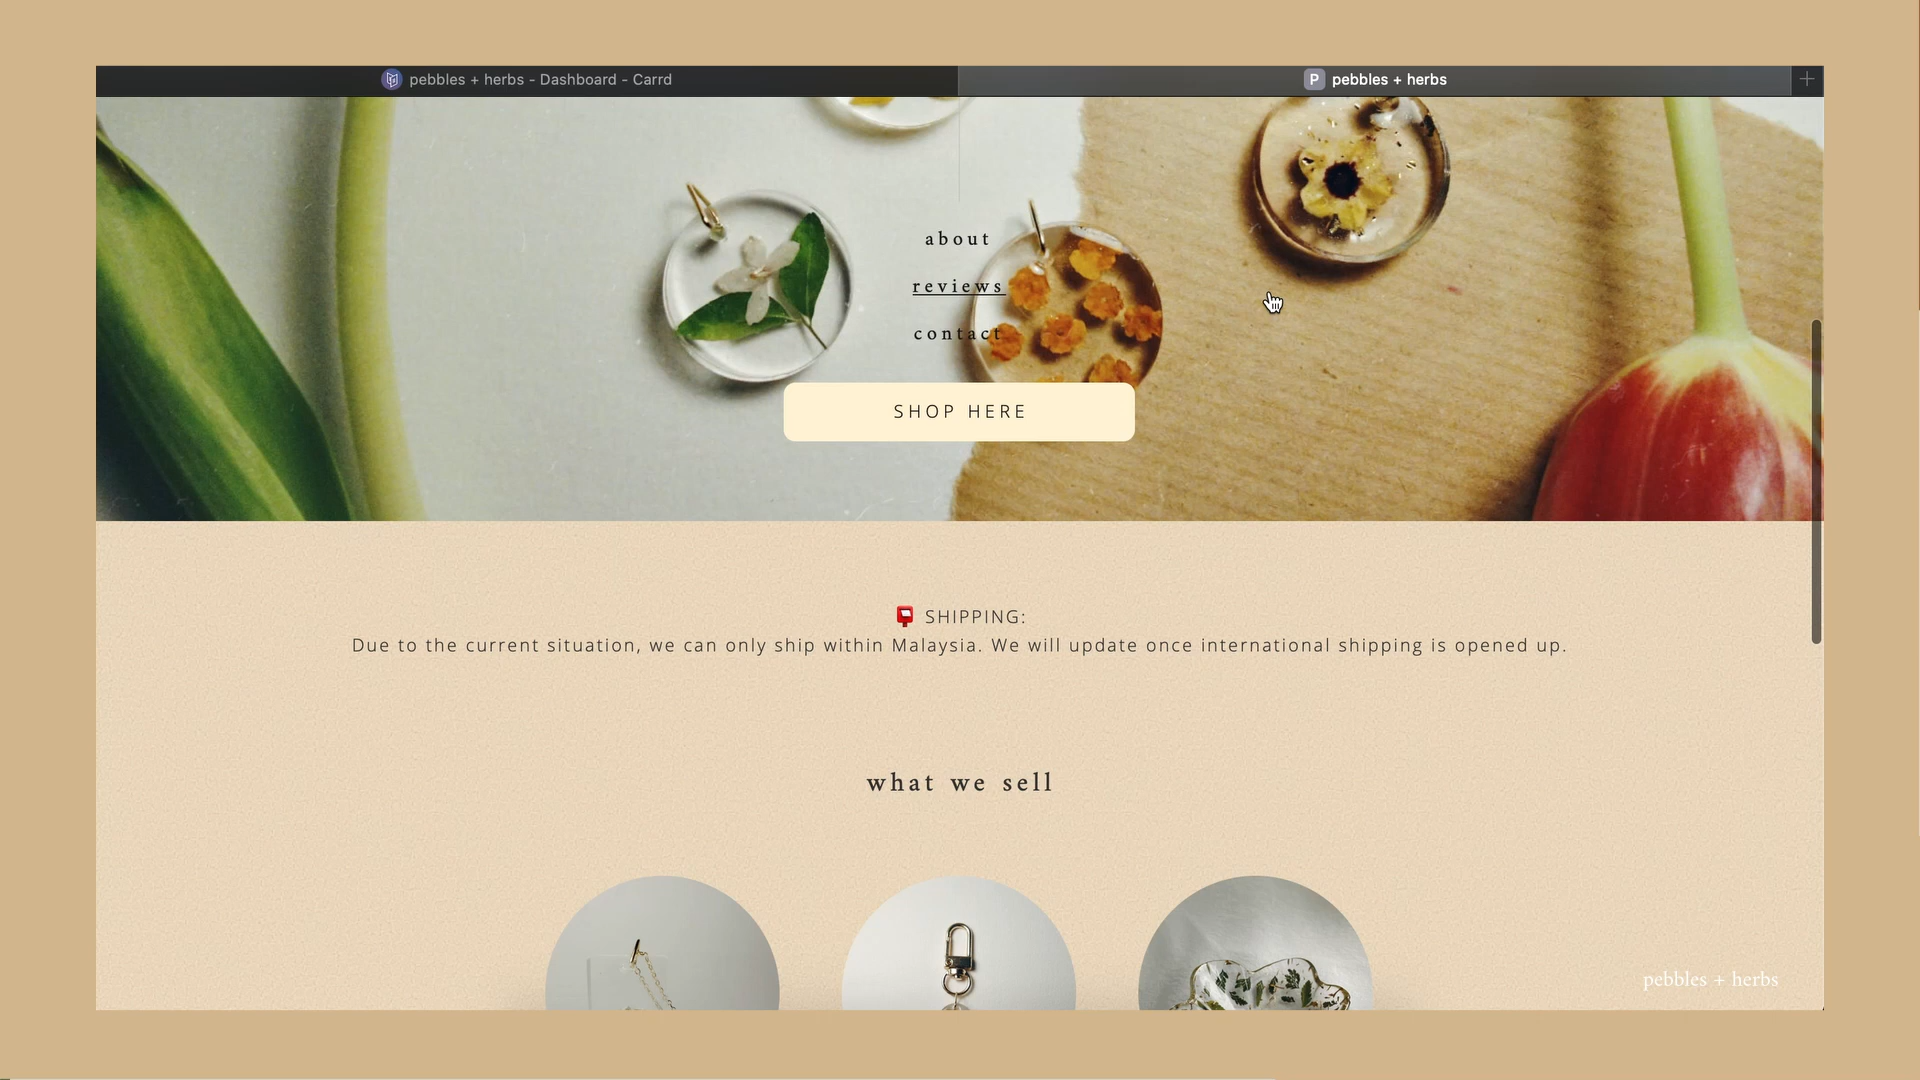 pebbles + herbs - Dashboard - Carrd
P pebbles + herbs
about
reviews
contact
SHOP HERE
SHIPPING:
Due to the current situation, we can only ship within Malaysia. We will update once international shipping is opened up.
what we sell
pebbles + herbs